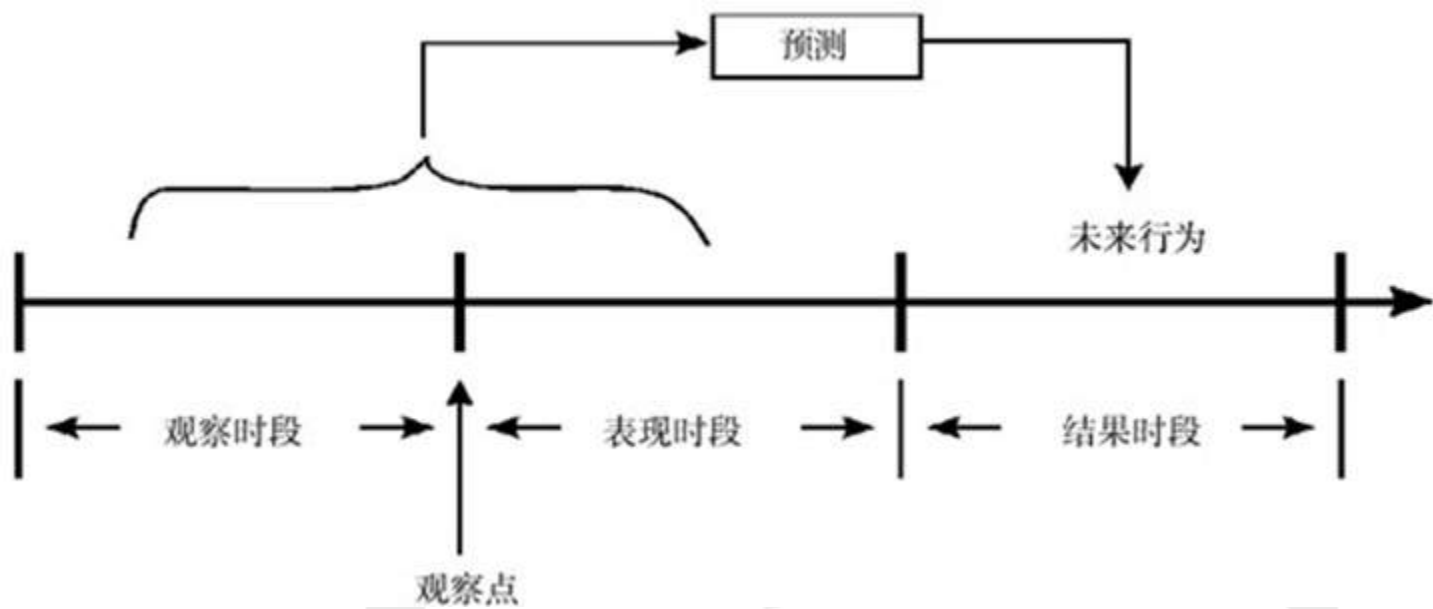 预测
未来行为
观察时段
表现时段
结果时段
观察点